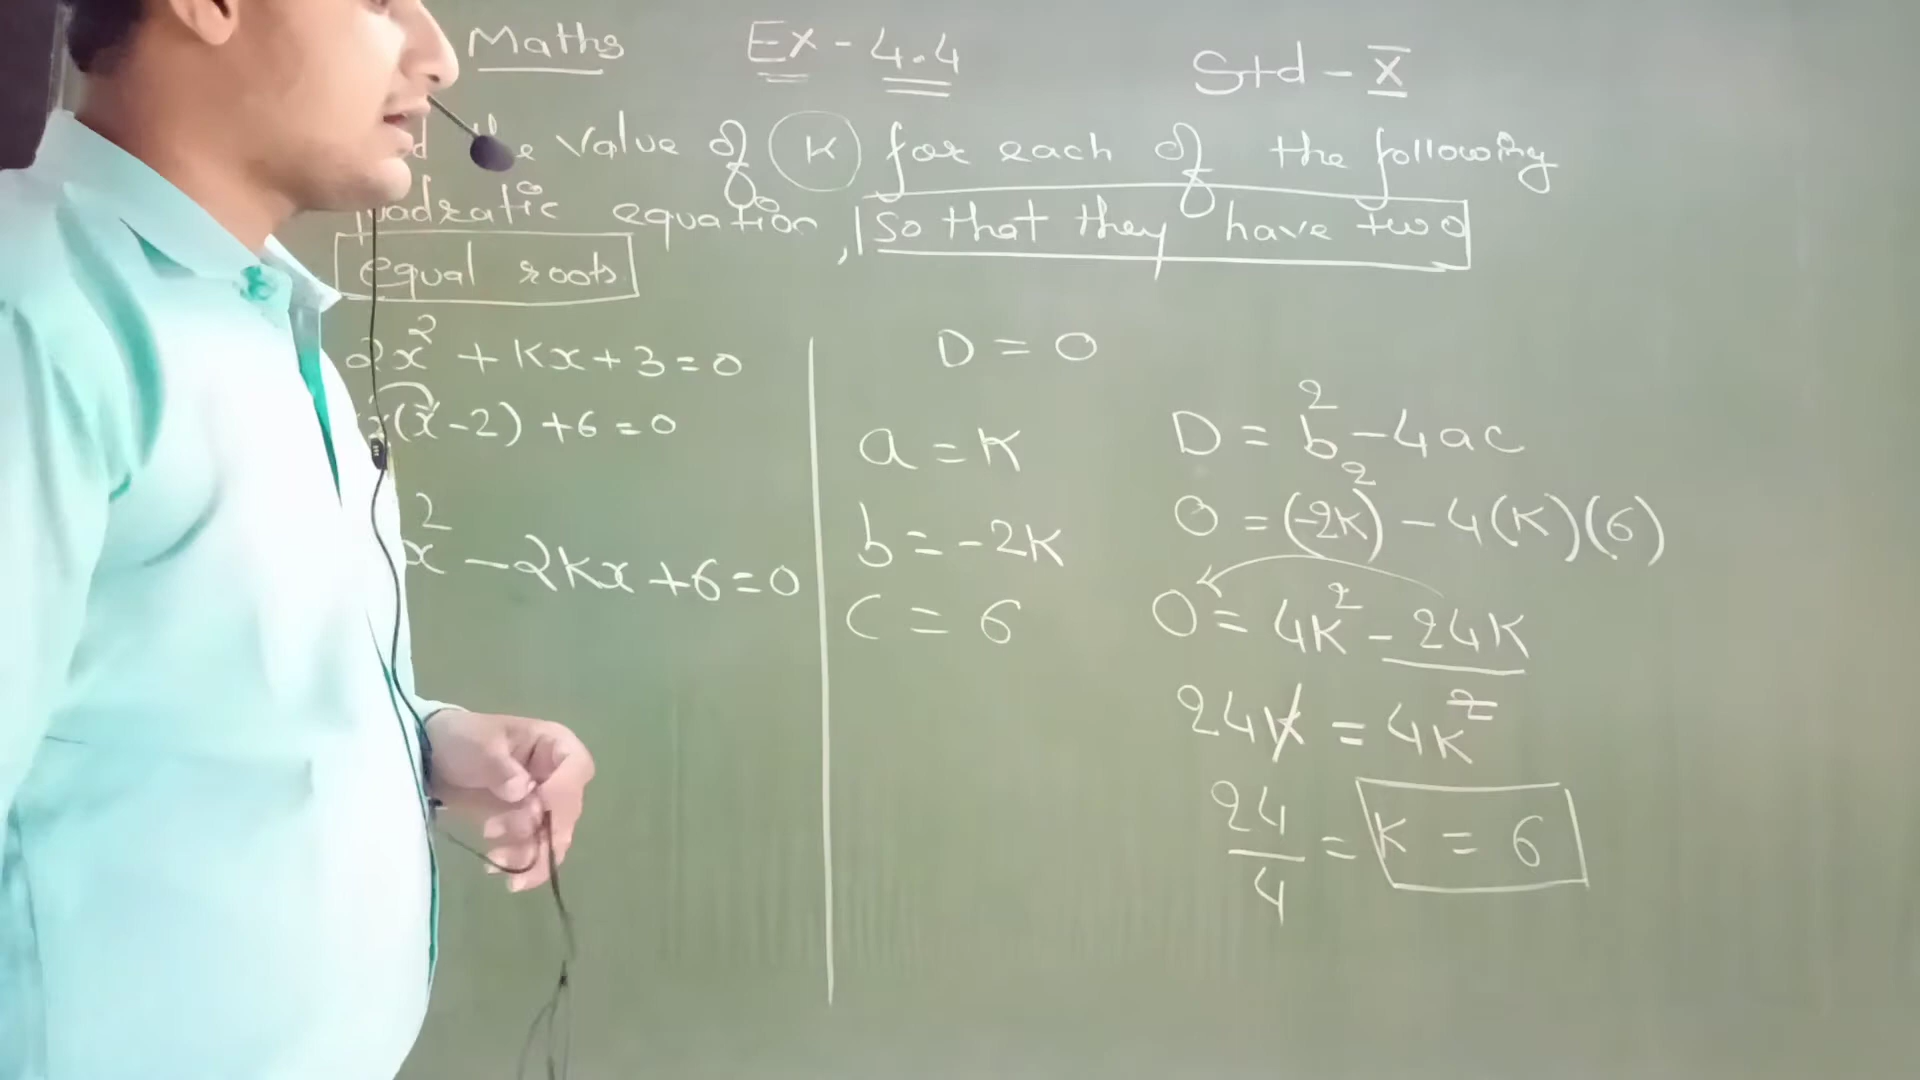 Maths Ex - 4.4 Std - X
value of K for each of the following
equation, so that they have two
equal roots
2x² + Kx + 3 = 0
(x - 2) + 6 = 0
x² - 2Kx + 6 = 0
D = 0
a = K
b = -2K
C = 6
D = b² - 4ac
0 = (-2K)² - 4(K)(6)
0 = 4K² - 24K
24K = 4K²
24/4 = K = 6